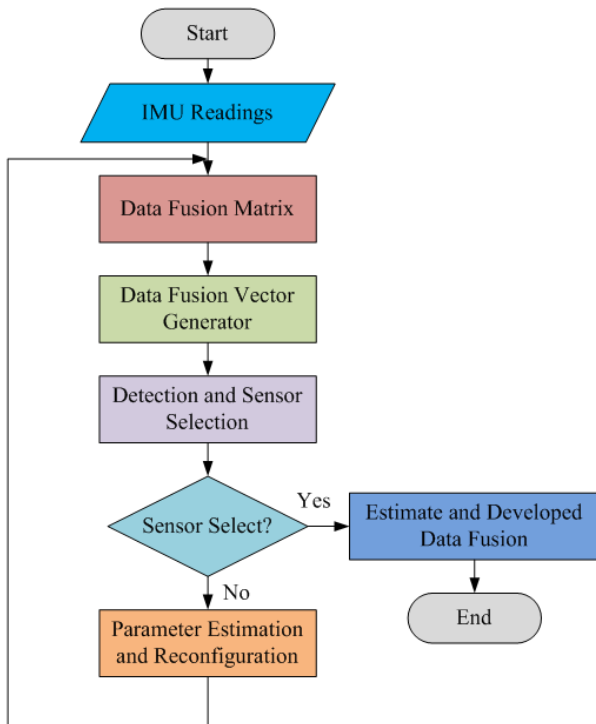 Start
IMU Readings
Data Fusion Matrix
Data Fusion Vector
Generator
Detection and Sensor
Selection
Sensor Select?
Yes
Estimate and Developed
Data Fusion
No
End
Parameter Estimation
and Reconfiguration